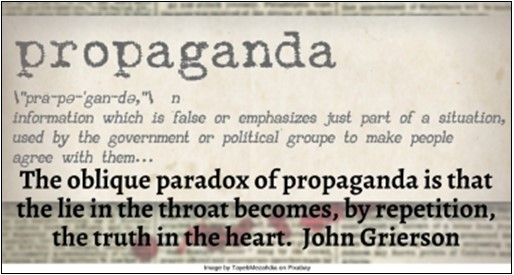 propaganda
\"pra-pə-'gan-də,"\ n
information which is false or emphasizes just part of a situation,
used by the government or political groupe to make people
agree with them...
The oblique paradox of propaganda is that
the lie in the throat becomes, by repetition,
the truth in the heart. John Grierson
Image by on Pixabay